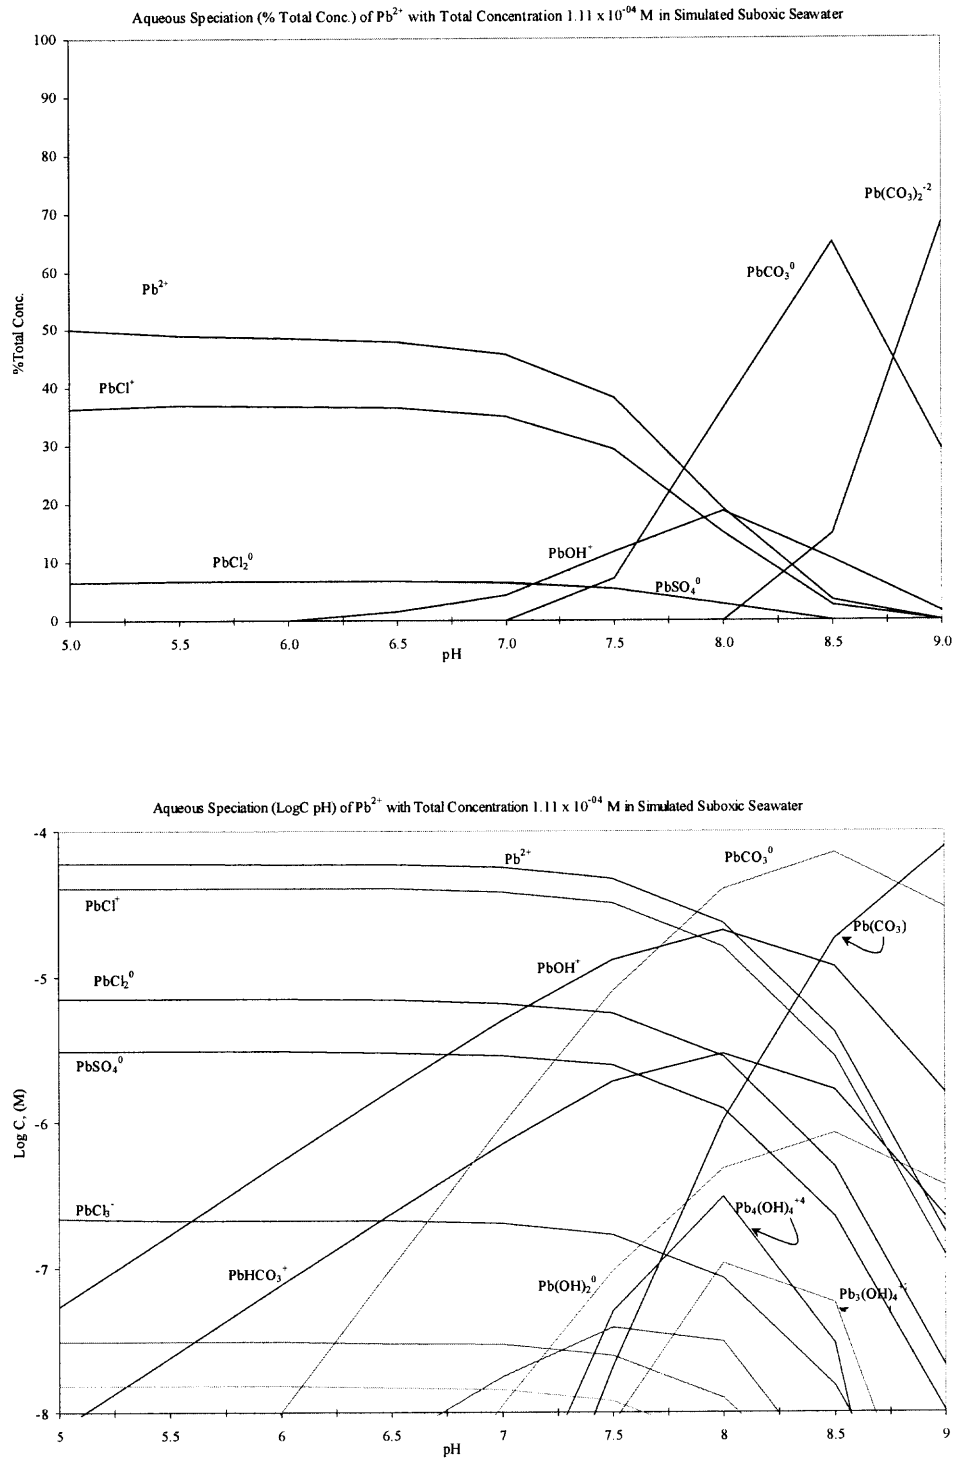 Aqueous Speciation (% Total Conc.) of Pb²⁺ with Total Concentration 1.11 x 10⁻⁰⁴ M in Simulated Suboxic Seawater
100
90
80
70
60
50
40
30
20
10
0
%Total Conc.
Pb(CO₃)₂⁻²
PbCO₃⁰
Pb²⁺
PbCl⁺
PbCl₂⁰
PbOH⁺
PbSO₄⁰
5.0 5.5 6.0 6.5 7.0 7.5 8.0 8.5 9.0
pH
Aqueous Speciation (LogC pH) of Pb²⁺ with Total Concentration 1.11 x 10⁻⁰⁴ M in Simulated Suboxic Seawater
-4
-5
-6
-7
-8
Log C, (M)
Pb²⁺
PbCO₃⁰
PbCl⁺
Pb(CO₃)
PbCl₂⁰
PbOH⁺
PbSO₄⁰
PbCl₃⁻
Pb₄(OH)₄⁺⁴
PbHCO₃⁺
Pb(OH)₂⁰
Pb₃(OH)₄
5 5.5 6 6.5 7 7.5 8 8.5 9
pH